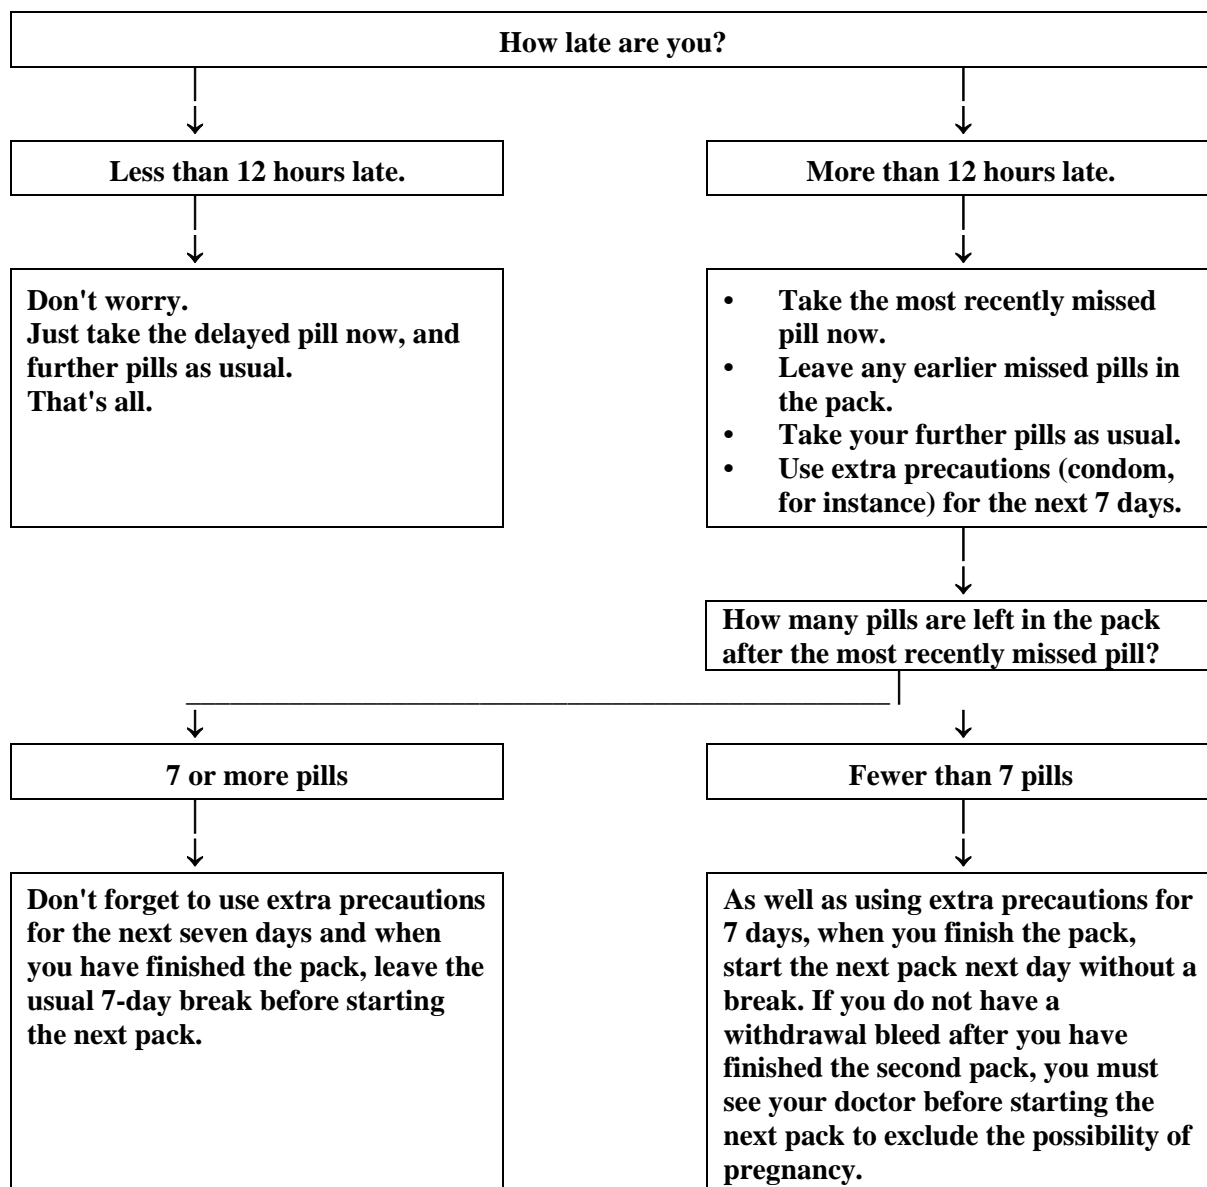 How late are you?
Less than 12 hours late.
More than 12 hours late.
Don't worry.
Just take the delayed pill now, and
further pills as usual.
That's all.
• Take the most recently missed
pill now.
• Leave any earlier missed pills in
the pack.
• Take your further pills as usual.
• Use extra precautions (condom,
for instance) for the next 7 days.
How many pills are left in the pack
after the most recently missed pill?
7 or more pills
Fewer than 7 pills
Don't forget to use extra precautions
for the next seven days and when
you have finished the pack, leave the
usual 7-day break before starting
the next pack.
As well as using extra precautions for
7 days, when you finish the pack,
start the next pack next day without a
break. If you do not have a
withdrawal bleed after you have
finished the second pack, you must
see your doctor before starting the
next pack to exclude the possibility of
pregnancy.